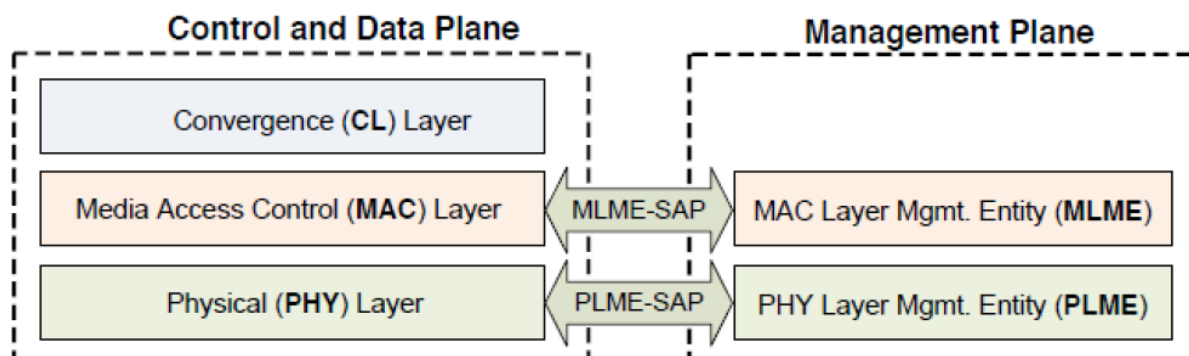 Control and Data Plane
Management Plane
Convergence (CL) Layer
Media Access Control (MAC) Layer
MLME-SAP
MAC Layer Mgmt. Entity (MLME)
Physical (PHY) Layer
PLME-SAP
PHY Layer Mgmt. Entity (PLME)